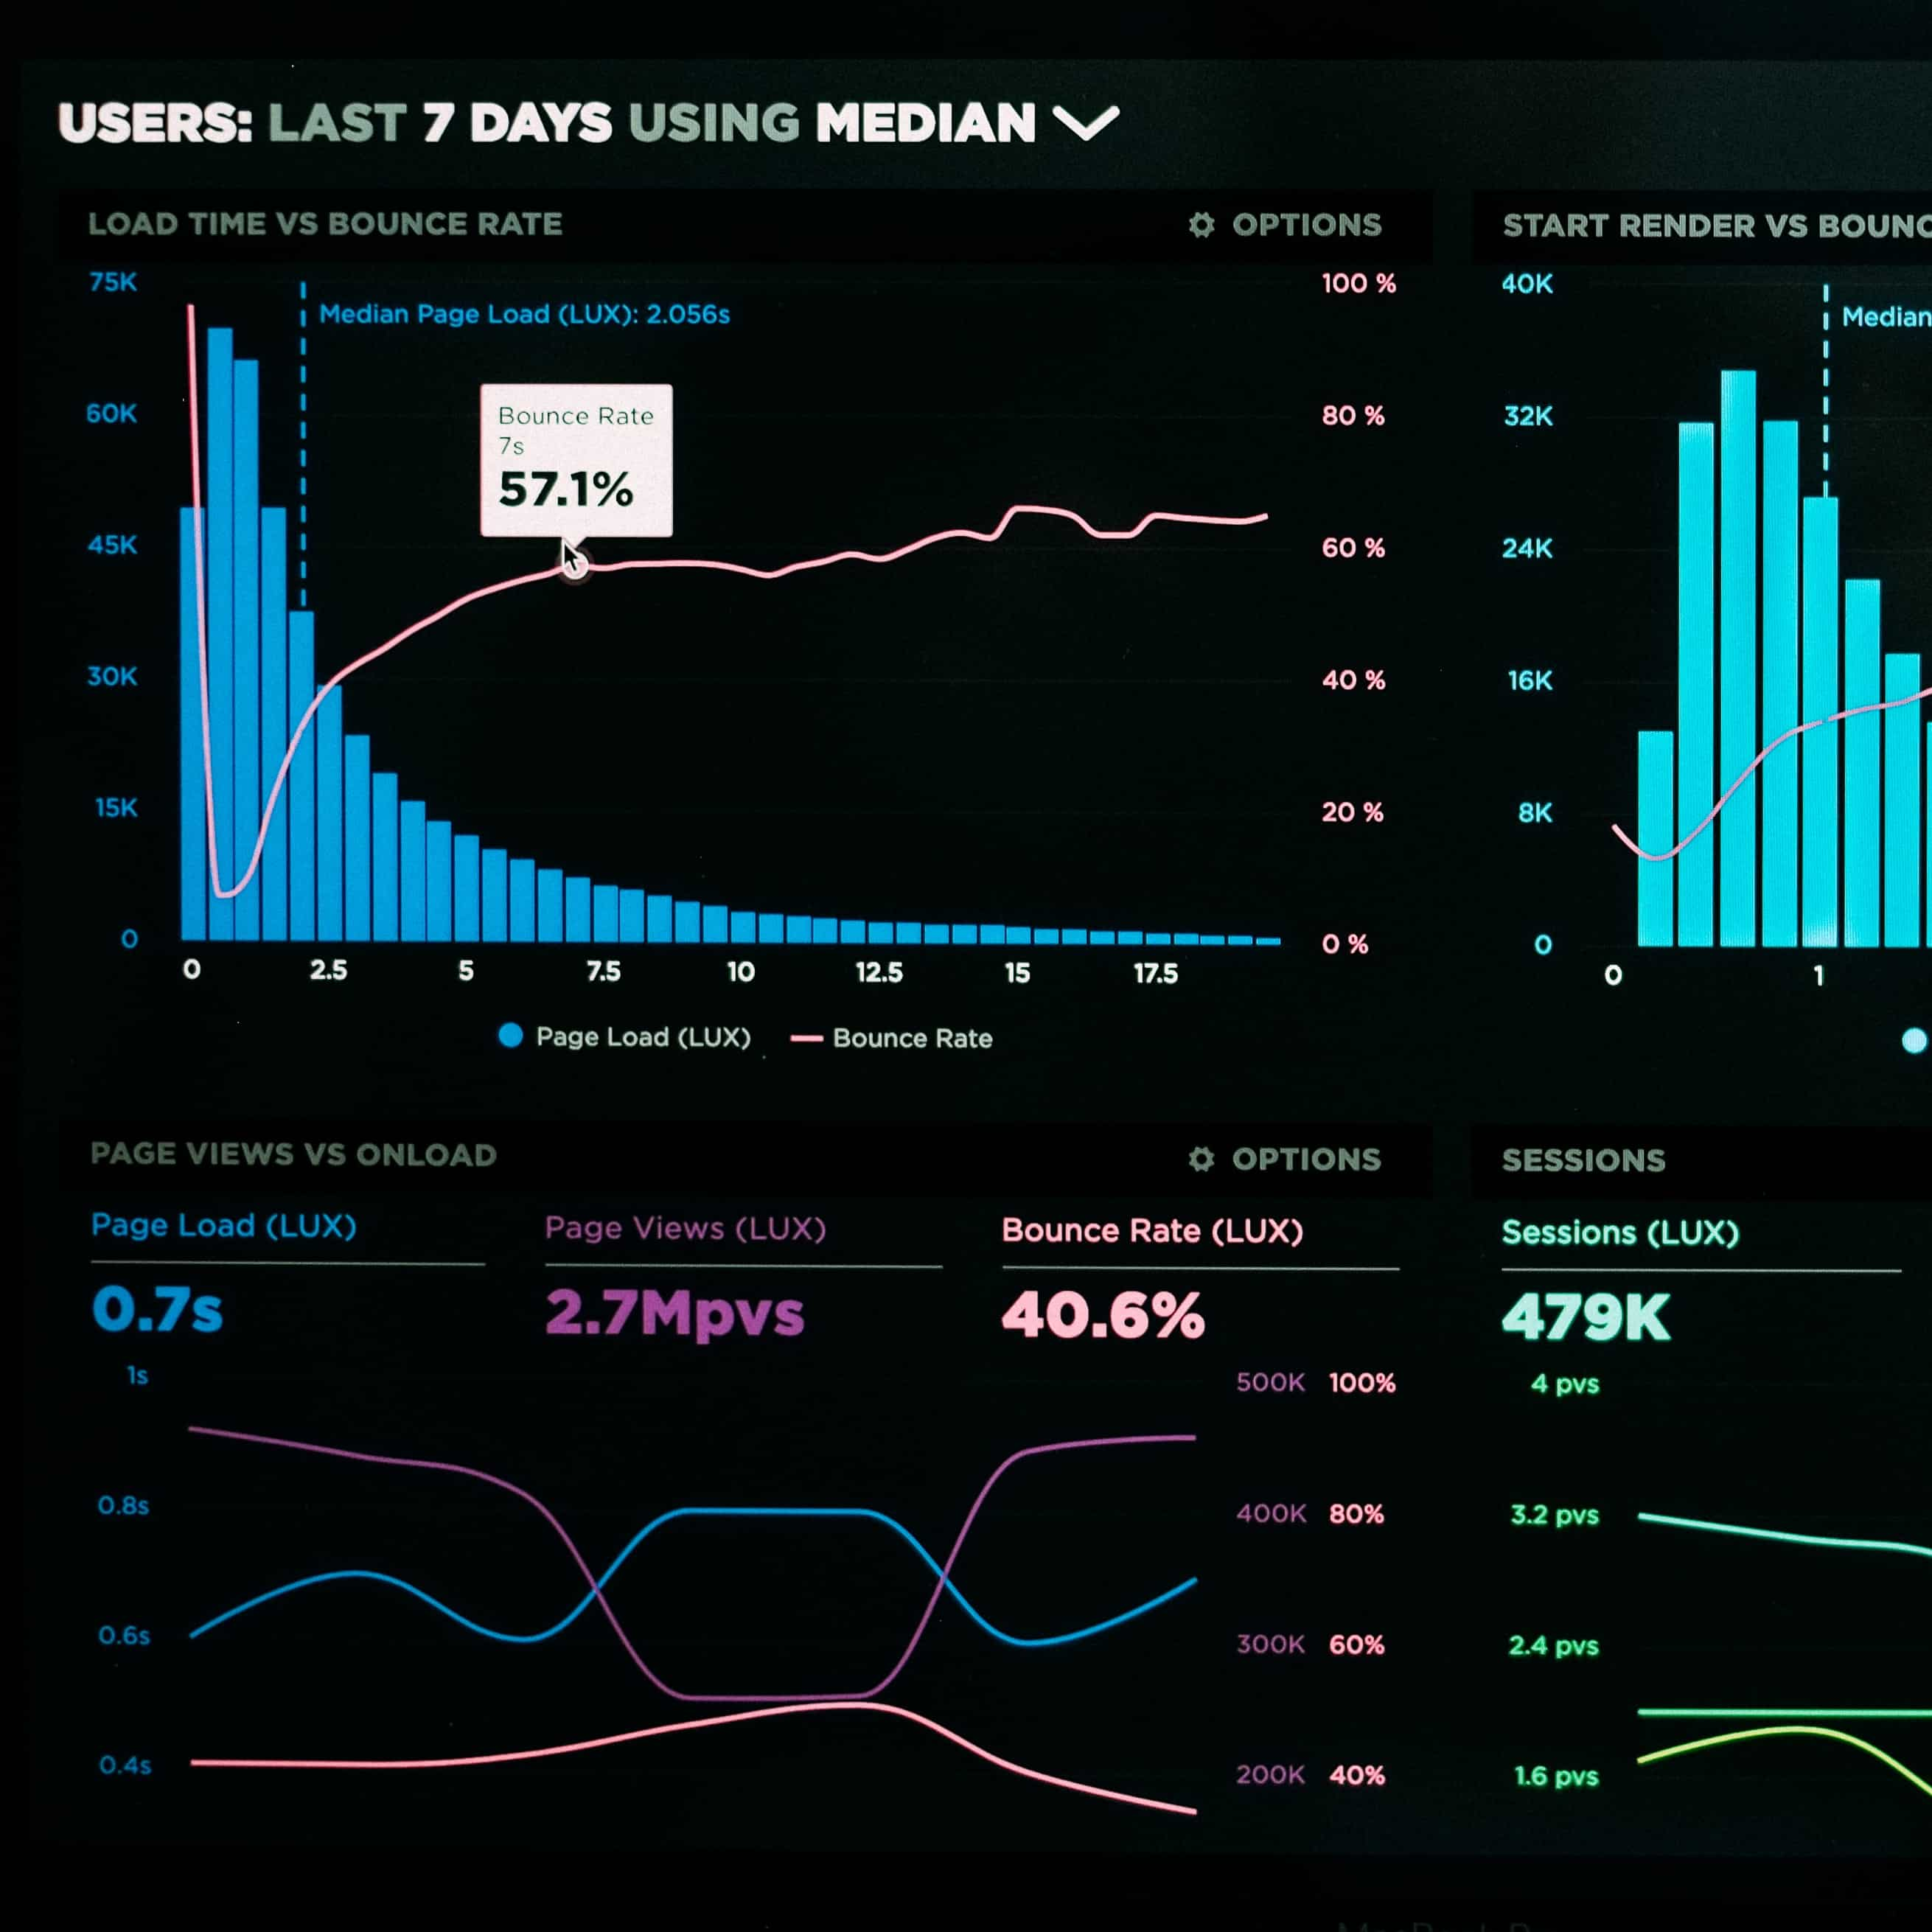 USERS: LAST 7 DAYS USING MEDIAN
LOAD TIME VS BOUNCE RATE
OPTIONS
75K
60K
45K
30K
15K
0
Median Page Load (LUX): 2.056s
Bounce Rate
7s
57.1%
100 %
80 %
60 %
40 %
20 %
0 %
0 2.5 5 7.5 10 12.5 15 17.5
Page Load (LUX) Bounce Rate
START RENDER VS BOUNC
40K
32K
24K
16K
8K
0
Median
0 1
PAGE VIEWS VS ONLOAD
OPTIONS
Page Load (LUX)
0.7s
Page Views (LUX)
2.7Mpvs
Bounce Rate (LUX)
40.6%
1s
0.8s
0.6s
0.4s
500K 100%
400K 80%
300K 60%
200K 40%
SESSIONS
Sessions (LUX)
479K
4 pvs
3.2 pvs
2.4 pvs
1.6 pvs